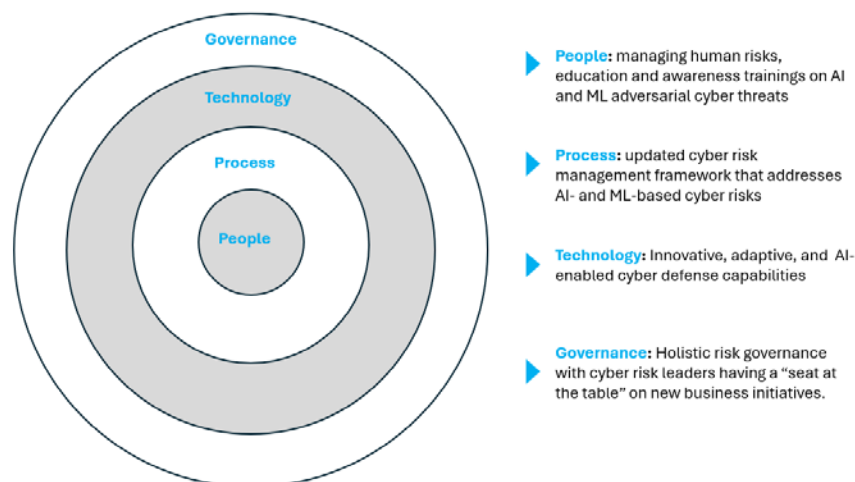 Governance
Technology
Process
People
People: managing human risks,
education and awareness trainings on AI
and ML adversarial cyber threats
Process: updated cyber risk
management framework that addresses
AI- and ML-based cyber risks
Technology: Innovative, adaptive, and AI-
enabled cyber defense capabilities
Governance: Holistic risk governance
with cyber risk leaders having a “seat at
the table” on new business initiatives.